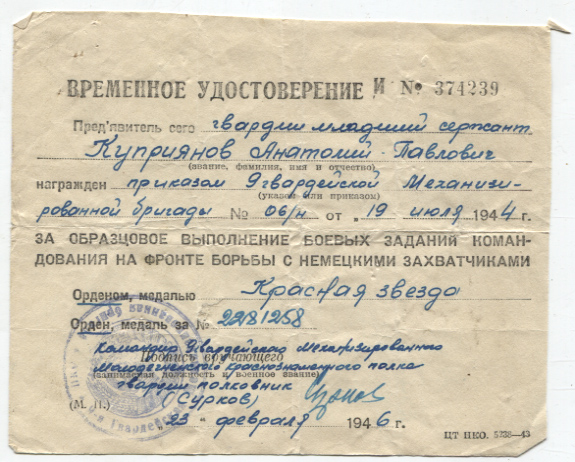 ВРЕМЕННОЕ УДОСТОВЕРЕНИЕ И № 374239
Пред'явитель сего гвардии младший сержант
Куприянов Анатолий Павлович
(звание, фамилия, имя и отчество)
награжден приказом 9 гвардейской Механизи-
(указом или приказом)
рованной бригады № 06/н от „19 июля 1944 г.
ЗА ОБРАЗЦОВОЕ ВЫПОЛНЕНИЕ БОЕВЫХ ЗАДАНИЙ КОМАН-
ДОВАНИЯ НА ФРОНТЕ БОРЬБЫ С НЕМЕЦКИМИ ЗАХВАТЧИКАМИ
Орденом, медалью Красная звезда
Орден, медаль за №
Командир 9 гвардейского Механизированного
Подпись вручающего
Молодечненского краснознаменного полка
(занимаемая должность и военное звание)
гвардии полковник
(М. П.) (Сурков)
„23" февраля 1946 г.
ЦТ НКО. 5238—43